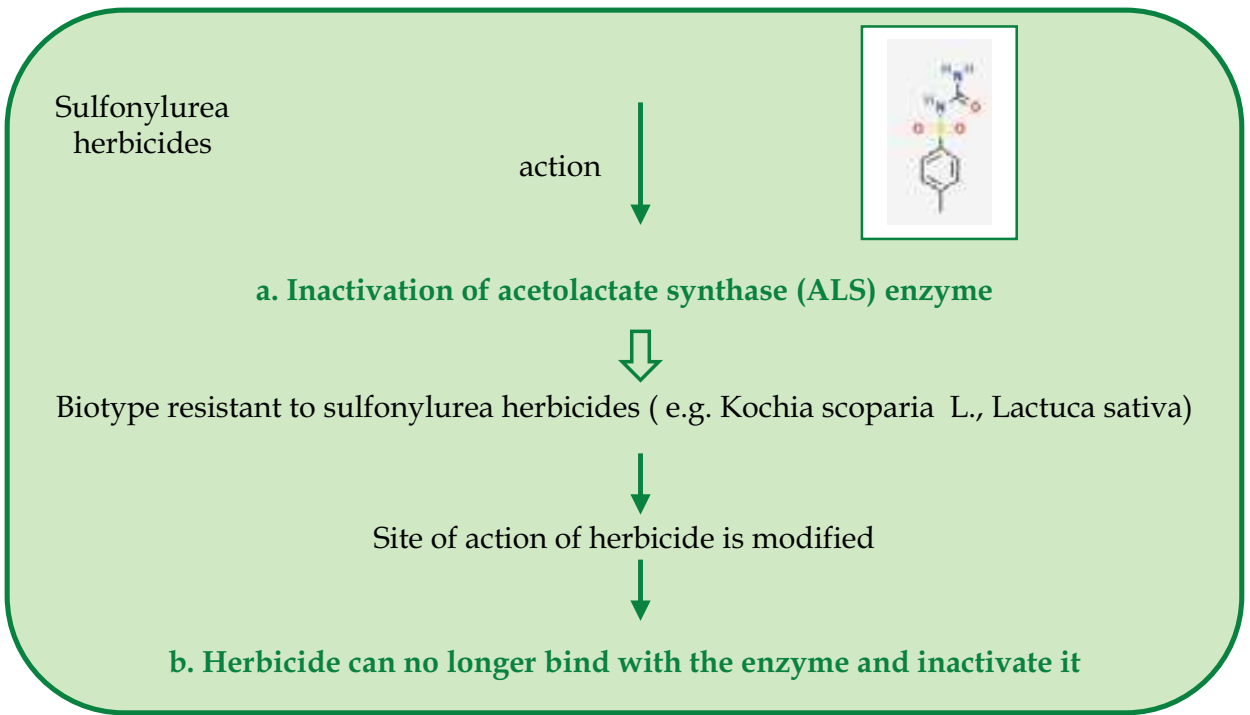 Sulfonylurea
herbicides
action
H H
N
H N O
O S O
a. Inactivation of acetolactate synthase (ALS) enzyme
Biotype resistant to sulfonylurea herbicides ( e.g. Kochia scoparia L., Lactuca sativa)
Site of action of herbicide is modified
b. Herbicide can no longer bind with the enzyme and inactivate it